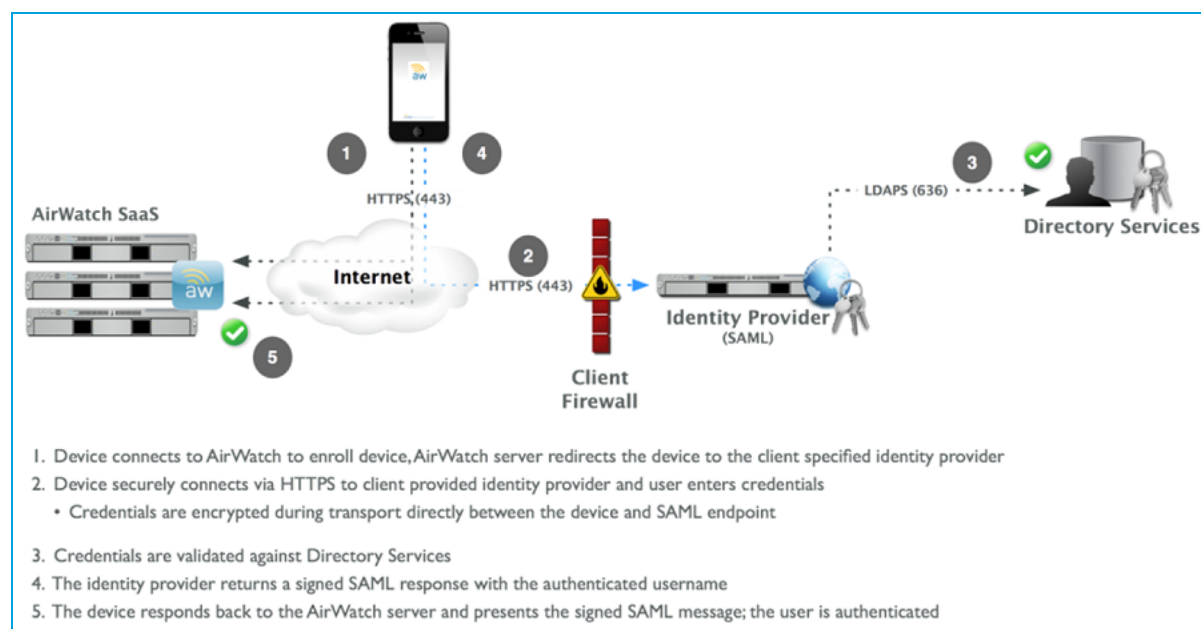 aw
1
4
3
HTTPS (443)
LDAPS (636)
AirWatch SaaS
Directory Services
2
Internet
HTTPS (443)
aw
Identity Provider
(SAML)
5
Client
Firewall
1. Device connects to AirWatch to enroll device, AirWatch server redirects the device to the client specified identity provider
2. Device securely connects via HTTPS to client provided identity provider and user enters credentials
• Credentials are encrypted during transport directly between the device and SAML endpoint
3. Credentials are validated against Directory Services
4. The identity provider returns a signed SAML response with the authenticated username
5. The device responds back to the AirWatch server and presents the signed SAML message; the user is authenticated